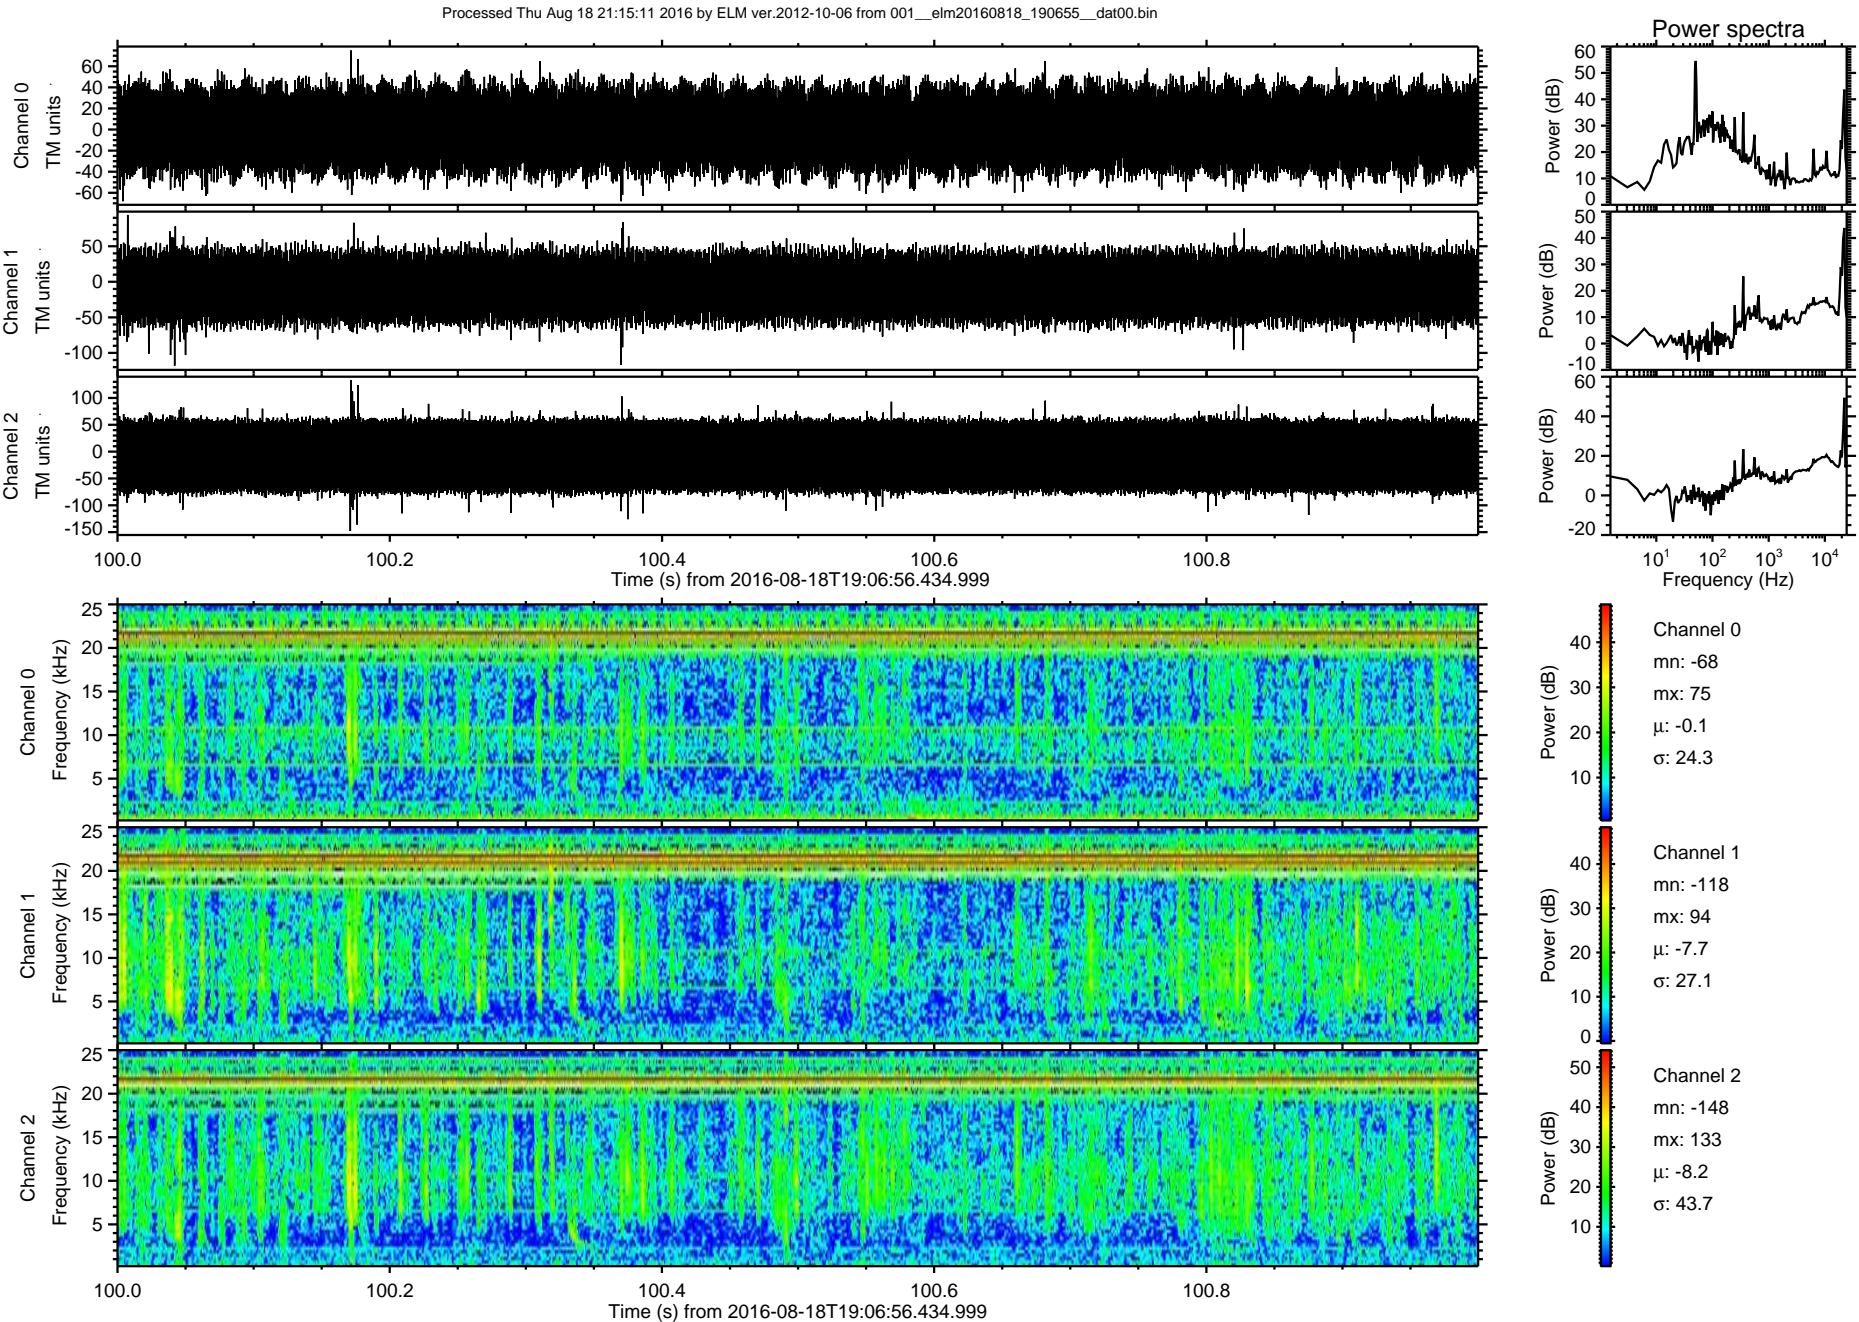 Processed Thu Aug 18 21:15:11 2016 by ELM ver.2012-10-06 from 001__elm20160818_190655__dat00.bin
Power spectra
Channel 0
TM units
60
40
20
0
-20
-40
-60
Power (dB)
60
50
40
30
20
10
0
Channel 1
TM units
50
0
-50
-100
Power (dB)
50
40
30
20
10
0
-10
Channel 2
TM units
100
50
0
-50
-100
-150
Power (dB)
60
40
20
0
-20
100.0 100.2 100.4 100.6 100.8
Time (s) from 2016-08-18T19:06:56.434.999
10^1 10^2 10^3 10^4
Frequency (Hz)
Channel 0
Frequency (kHz)
25
20
15
10
5
Power (dB)
40
30
20
10
Channel 0
mn: -68
mx: 75
μ: -0.1
σ: 24.3
Channel 1
Frequency (kHz)
25
20
15
10
5
Power (dB)
40
30
20
10
0
Channel 1
mn: -118
mx: 94
μ: -7.7
σ: 27.1
Channel 2
Frequency (kHz)
25
20
15
10
5
Power (dB)
50
40
30
20
10
Channel 2
mn: -148
mx: 133
μ: -8.2
σ: 43.7
100.0 100.2 100.4 100.6 100.8
Time (s) from 2016-08-18T19:06:56.434.999